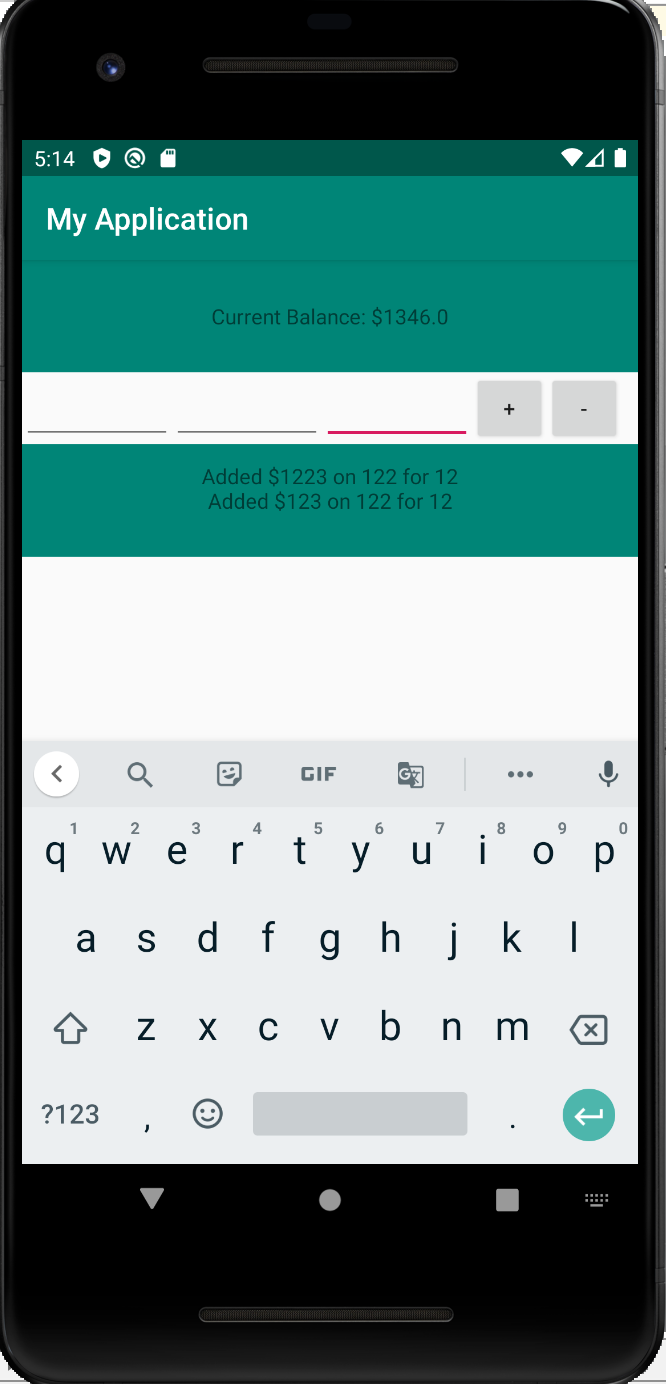 5:14
My Application
Current Balance: $1346.0
+ -
Added $1223 on 122 for 12
Added $123 on 122 for 12
GIF
1 2 3 4 5 6 7 8 9 0
q w e r t y u i o p
a s d f g h j k l
z x c v b n m
?123 , .